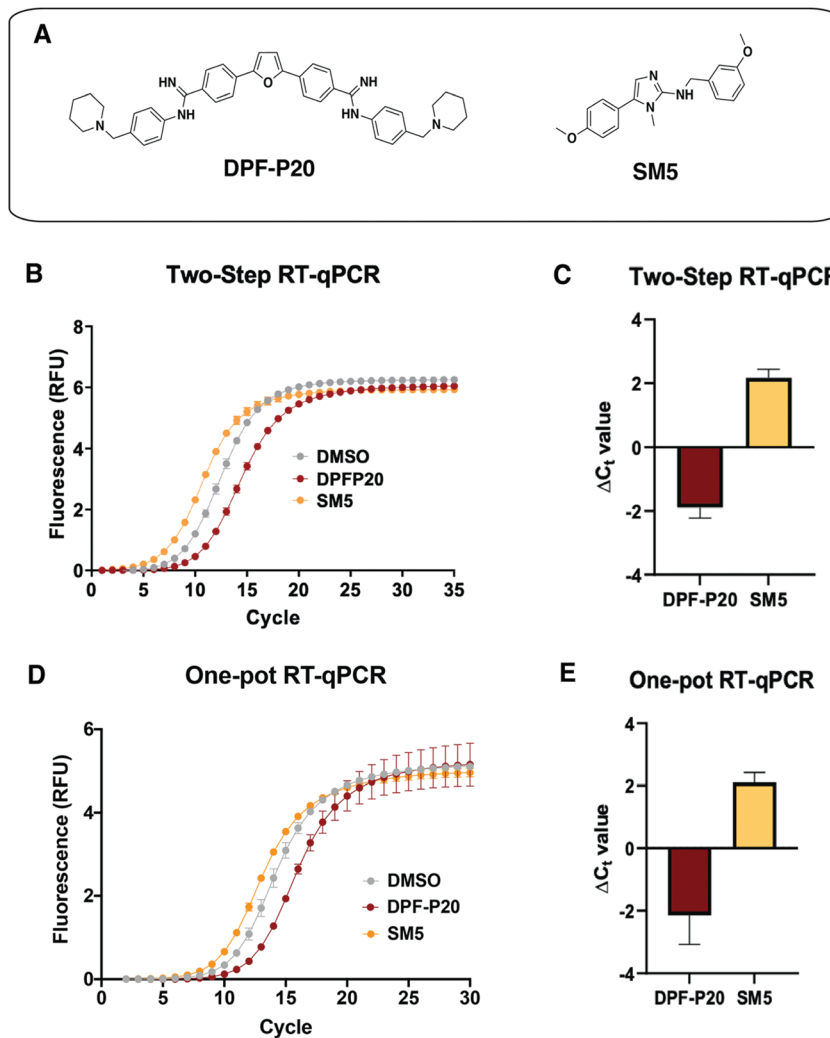 A
NH
O
NH
N
NH
NH
N
DPF-P20
O
N
N
NH
O
SM5
B
Two-Step RT-qPCR
Fluorescence (RFU)
8
6
4
2
0
DMSO
DPFP20
SM5
0 5 10 15 20 25 30 35
Cycle
C
Two-Step RT-qPCR
ΔCt value
4
2
0
-2
-4
DPF-P20 SM5
D
One-pot RT-qPCR
Fluorescence (RFU)
6
4
2
0
DMSO
DPF-P20
SM5
0 5 10 15 20 25 30
Cycle
E
One-pot RT-qPCR
ΔCt value
4
2
0
-2
-4
DPF-P20 SM5